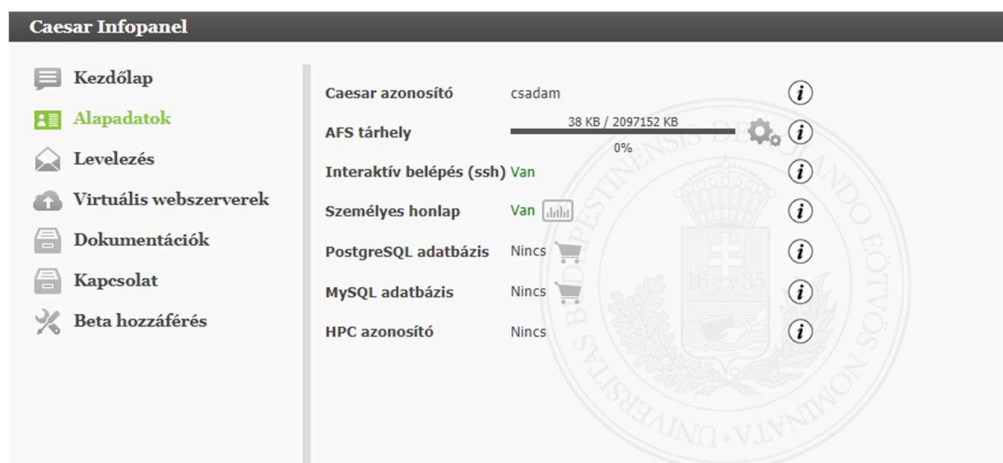 Caesar Infopanel
Kezdőlap
Alapadatok
Levelezés
Virtuális webszerverek
Dokumentációk
Kapcsolat
Beta hozzáférés
Caesar azonosító csadam
AFS tárhely 38 KB / 2097152 KB
0%
Interaktív belépés (ssh) Van
Személyes honlap Van
PostgreSQL adatbázis Nincs
MySQL adatbázis Nincs
HPC azonosító Nincs